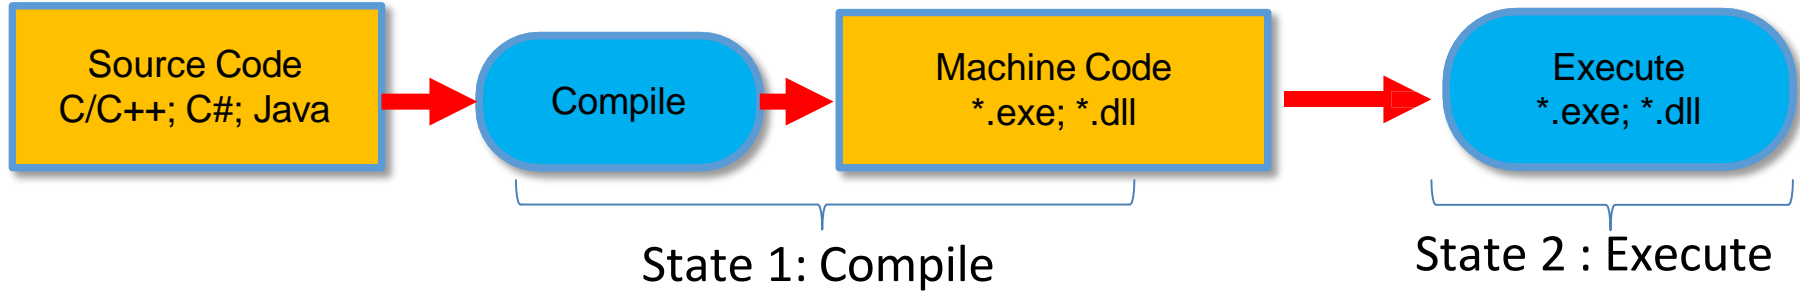 Source Code
C/C++; C#; Java
Compile
Machine Code
*.exe; *.dll
Execute
*.exe; *.dll
State 1: Compile
State 2 : Execute